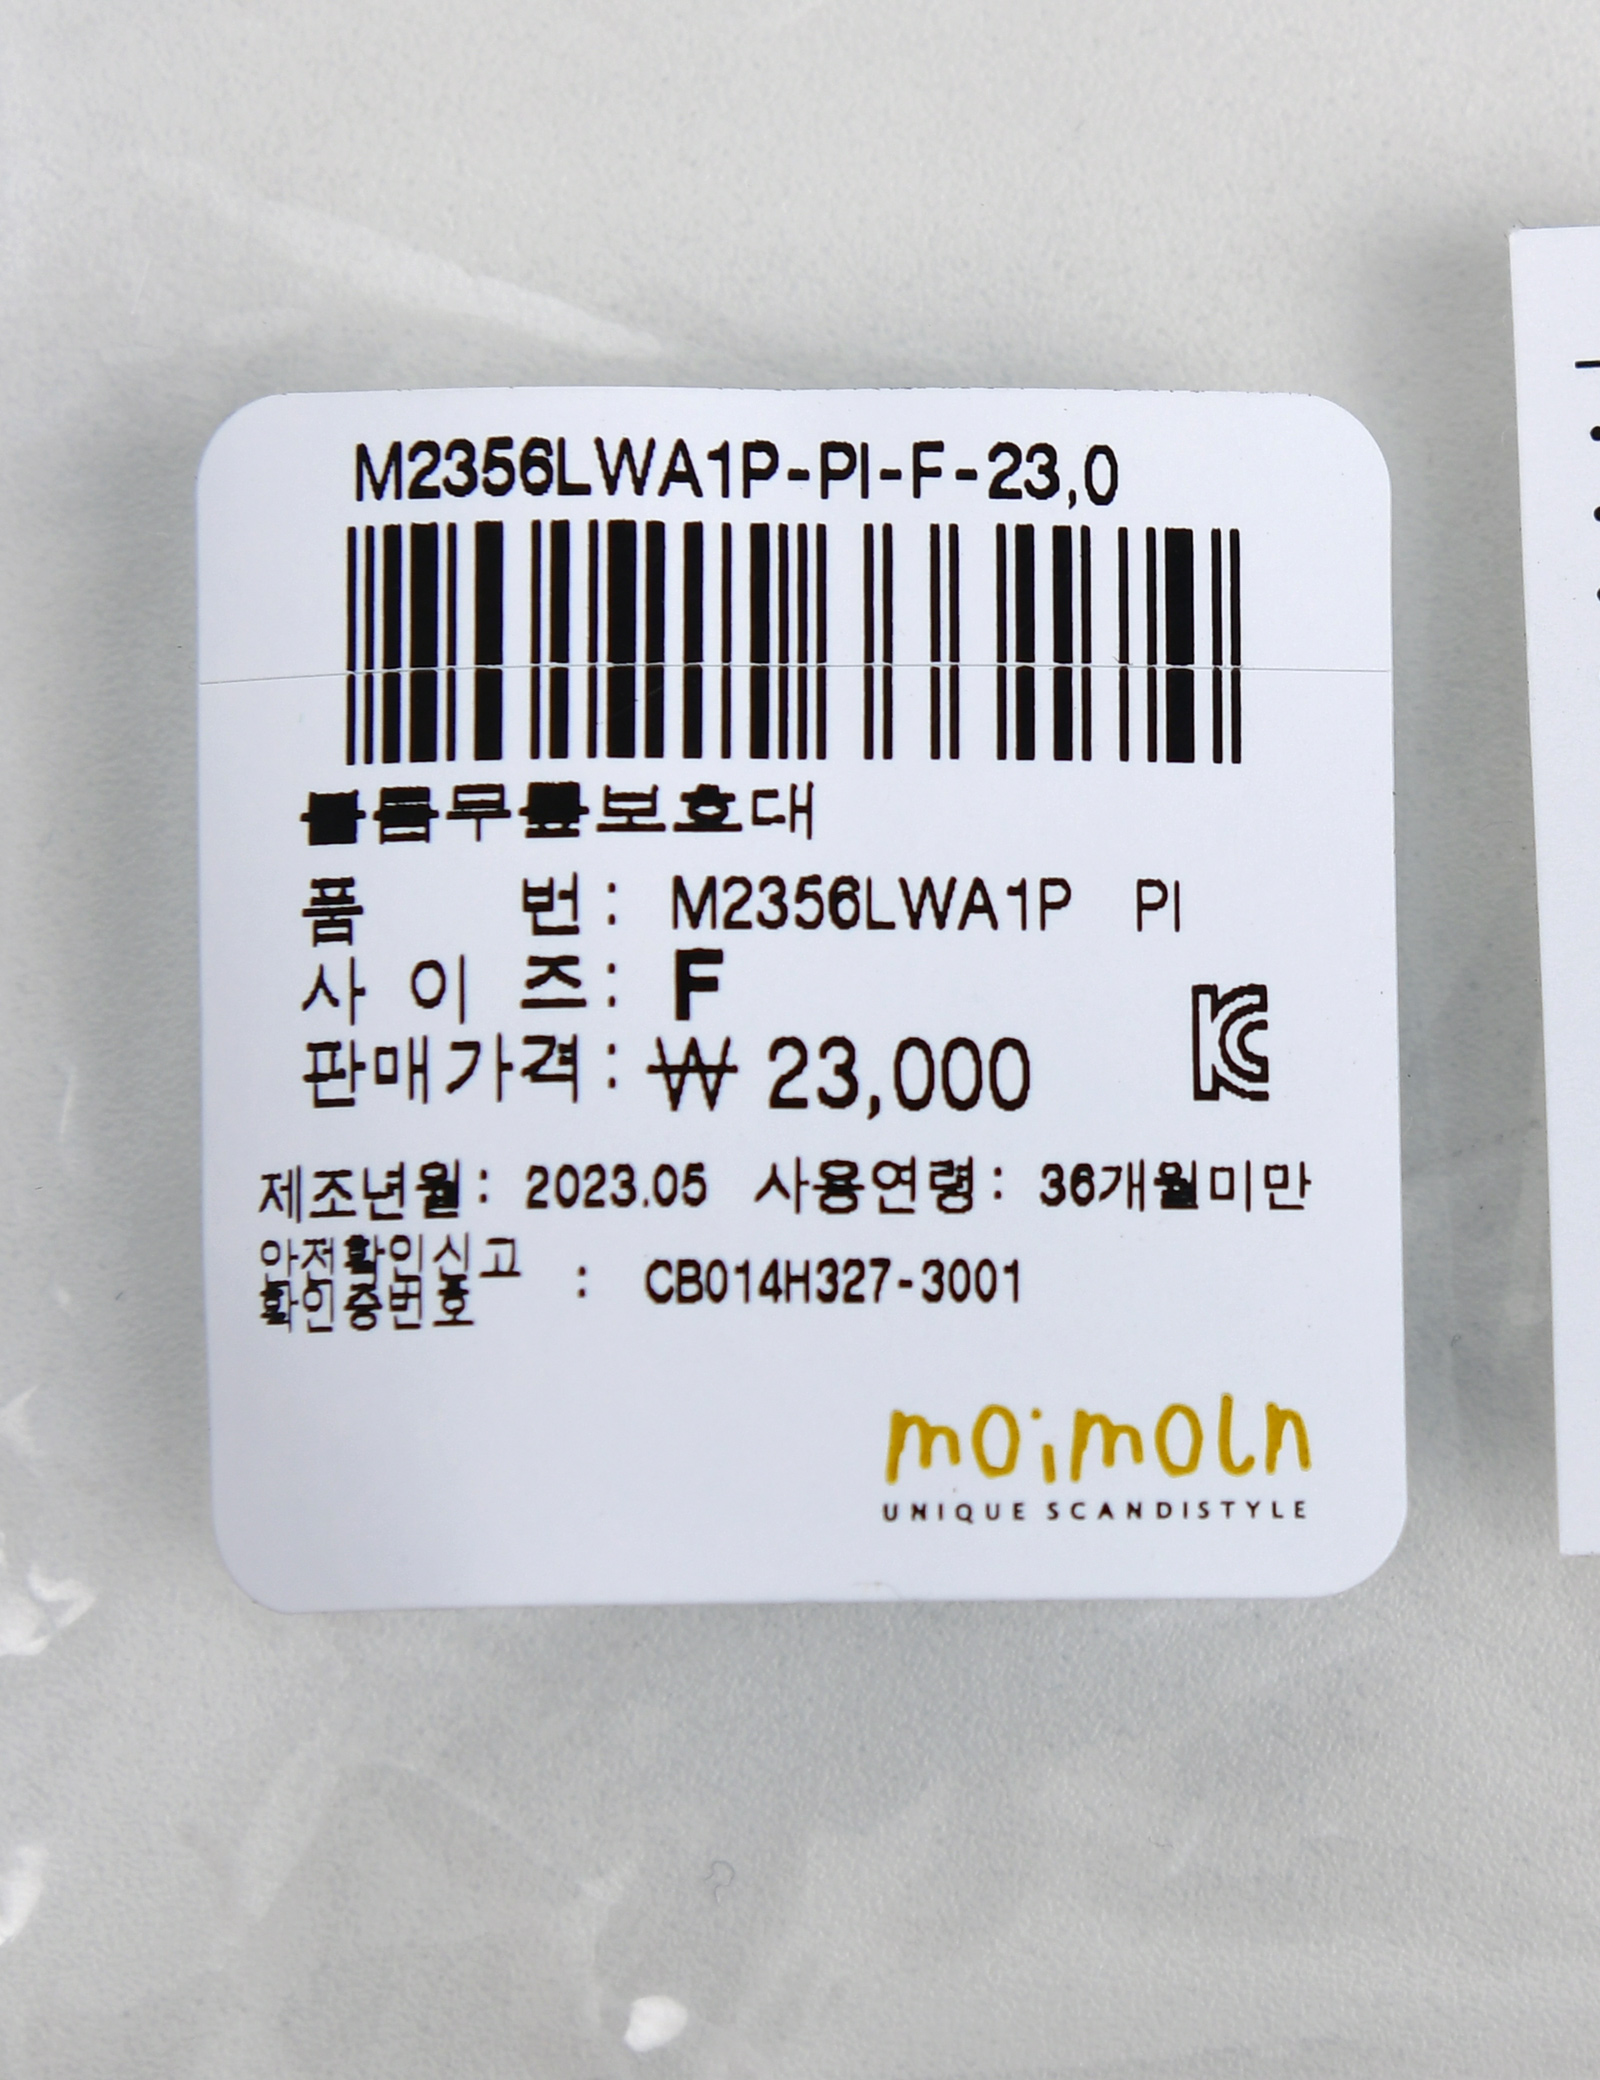 M2356LWA1P-PI-F-23,0
무릎보호대
품 번: M2356LWA1P PI
사 이 즈: F
판매가격: ₩ 23,000
KC
제조년월: 2023.05 사용연령: 36개월미만
안전확인신고
확인증번호 : CB014H327-3001
moimoln
UNIQUE SCANDISTYLE